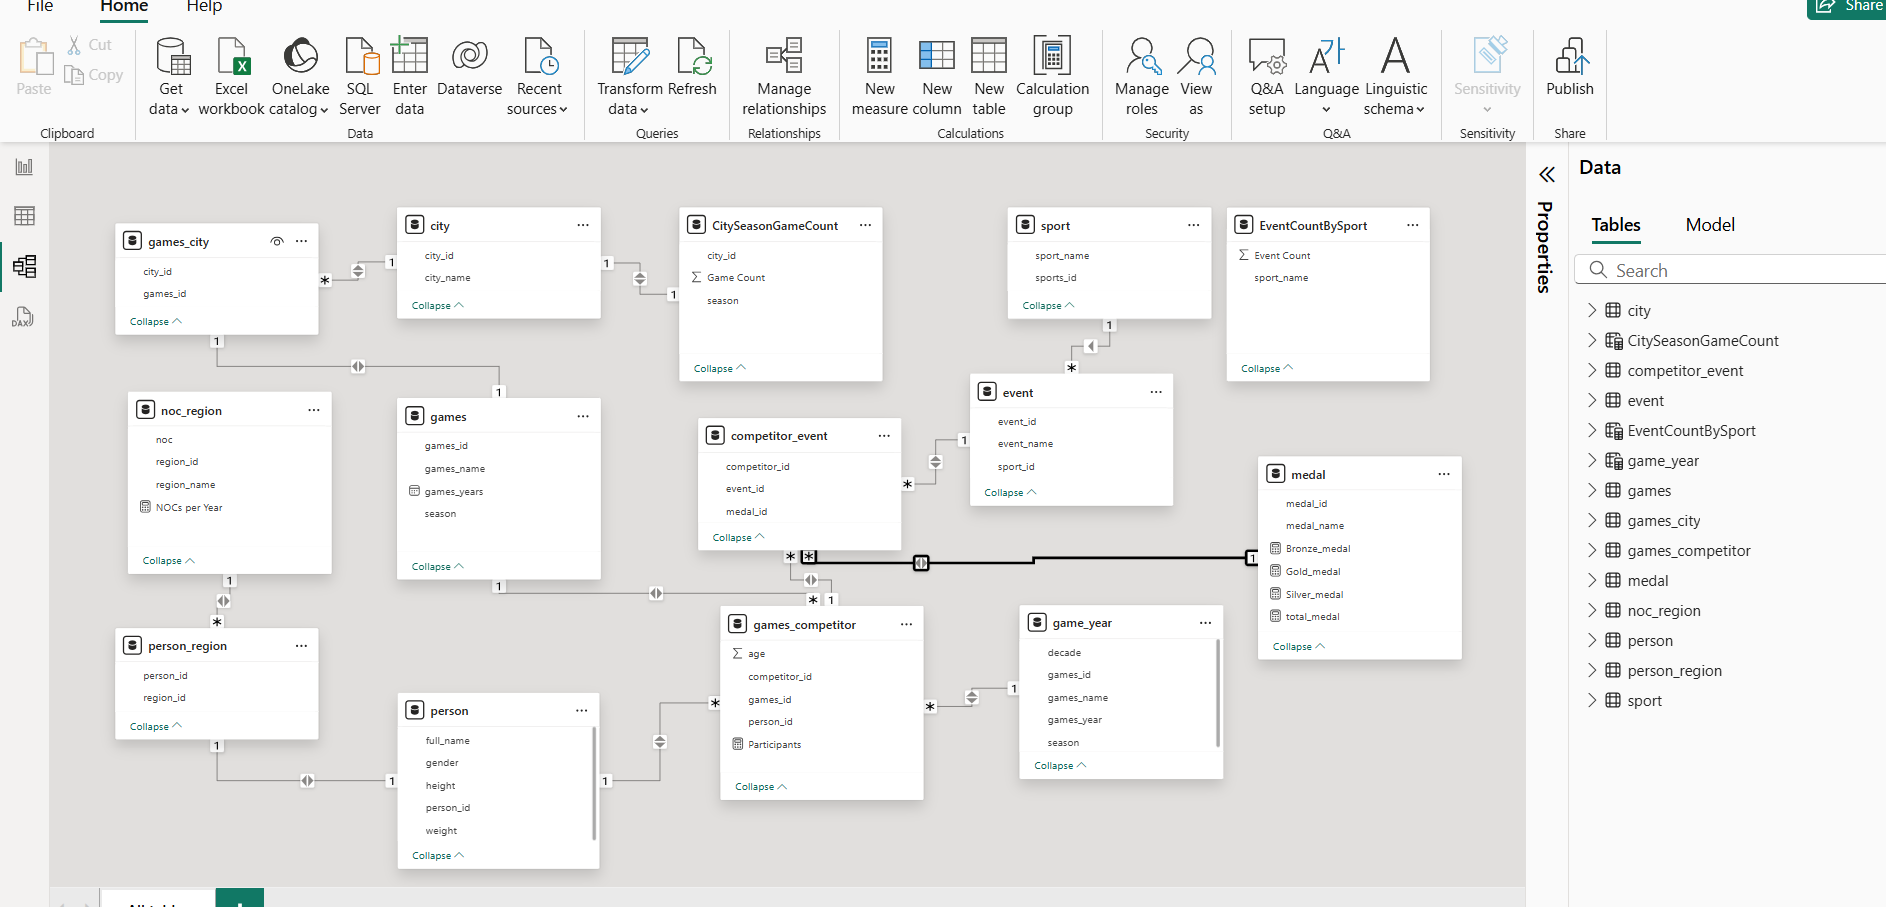 File Home Help
Share
Paste
Cut
Copy
Clipboard
Get data
Excel workbook
OneLake catalog
SQL Server
Enter data
Dataverse
Recent sources
Data
Transform data
Refresh
Queries
Manage relationships
Relationships
New measure
New column
New table
Calculation group
Calculations
Manage roles
View as
Security
Q&A setup
Language
Linguistic schema
Q&A
Sensitivity
Sensitivity
Publish
Share
DAX
games_city
city_id
games_id
Collapse
city
city_id
city_name
Collapse
CitySeasonGameCount
city_id
Game Count
season
Collapse
sport
sport_name
sports_id
Collapse
EventCountBySport
Event Count
sport_name
Collapse
noc_region
noc
region_id
region_name
NOCs per Year
Collapse
games
games_id
games_name
games_years
season
Collapse
competitor_event
competitor_id
event_id
medal_id
Collapse
event
event_id
event_name
sport_id
Collapse
medal
medal_id
medal_name
Bronze_medal
Gold_medal
Silver_medal
total_medal
Collapse
person_region
person_id
region_id
Collapse
person
full_name
gender
height
person_id
weight
Collapse
games_competitor
age
competitor_id
games_id
person_id
Participants
Collapse
game_year
decade
games_id
games_name
games_year
season
Collapse
Properties
Data
Tables Model
Search
city
CitySeasonGameCount
competitor_event
event
EventCountBySport
game_year
games
games_city
games_competitor
medal
noc_region
person
person_region
sport